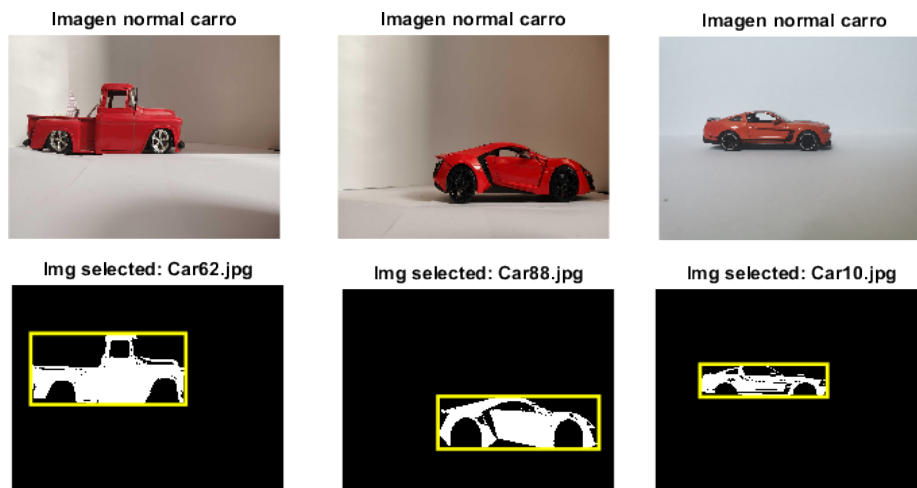 Imagen normal carro
Imagen normal carro
Imagen normal carro
Img selected: Car62.jpg
Img selected: Car88.jpg
Img selected: Car10.jpg